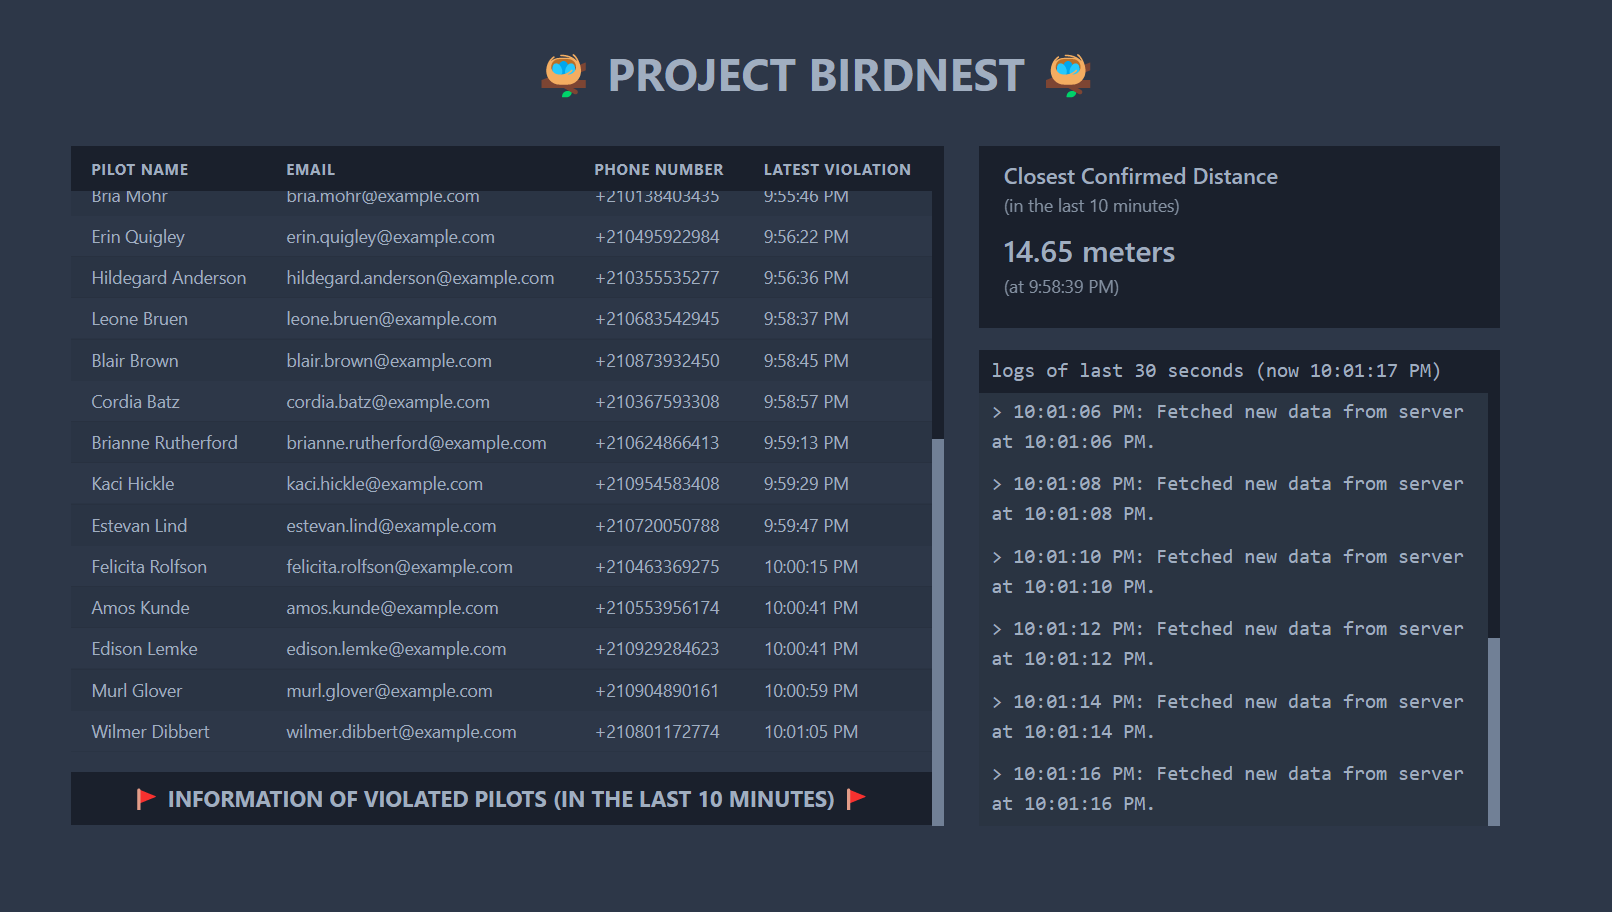 PROJECT BIRDNEST
PILOT NAME EMAIL PHONE NUMBER LATEST VIOLATION
Bria Mohr bria.mohr@example.com +210138403435 9:55:46 PM
Erin Quigley erin.quigley@example.com +210495922984 9:56:22 PM
Hildegard Anderson hildegard.anderson@example.com +210355535277 9:56:36 PM
Leone Bruen leone.bruen@example.com +210683542945 9:58:37 PM
Blair Brown blair.brown@example.com +210873932450 9:58:45 PM
Cordia Batz cordia.batz@example.com +210367593308 9:58:57 PM
Brianne Rutherford brianne.rutherford@example.com +210624866413 9:59:13 PM
Kaci Hickle kaci.hickle@example.com +210954583408 9:59:29 PM
Estevan Lind estevan.lind@example.com +210720050788 9:59:47 PM
Felicita Rolfson felicita.rolfson@example.com +210463369275 10:00:15 PM
Amos Kunde amos.kunde@example.com +210553956174 10:00:41 PM
Edison Lemke edison.lemke@example.com +210929284623 10:00:41 PM
Murl Glover murl.glover@example.com +210904890161 10:00:59 PM
Wilmer Dibbert wilmer.dibbert@example.com +210801172774 10:01:05 PM
INFORMATION OF VIOLATED PILOTS (IN THE LAST 10 MINUTES)
Closest Confirmed Distance
(in the last 10 minutes)
14.65 meters
(at 9:58:39 PM)
logs of last 30 seconds (now 10:01:17 PM)
> 10:01:06 PM: Fetched new data from server
at 10:01:06 PM.
> 10:01:08 PM: Fetched new data from server
at 10:01:08 PM.
> 10:01:10 PM: Fetched new data from server
at 10:01:10 PM.
> 10:01:12 PM: Fetched new data from server
at 10:01:12 PM.
> 10:01:14 PM: Fetched new data from server
at 10:01:14 PM.
> 10:01:16 PM: Fetched new data from server
at 10:01:16 PM.